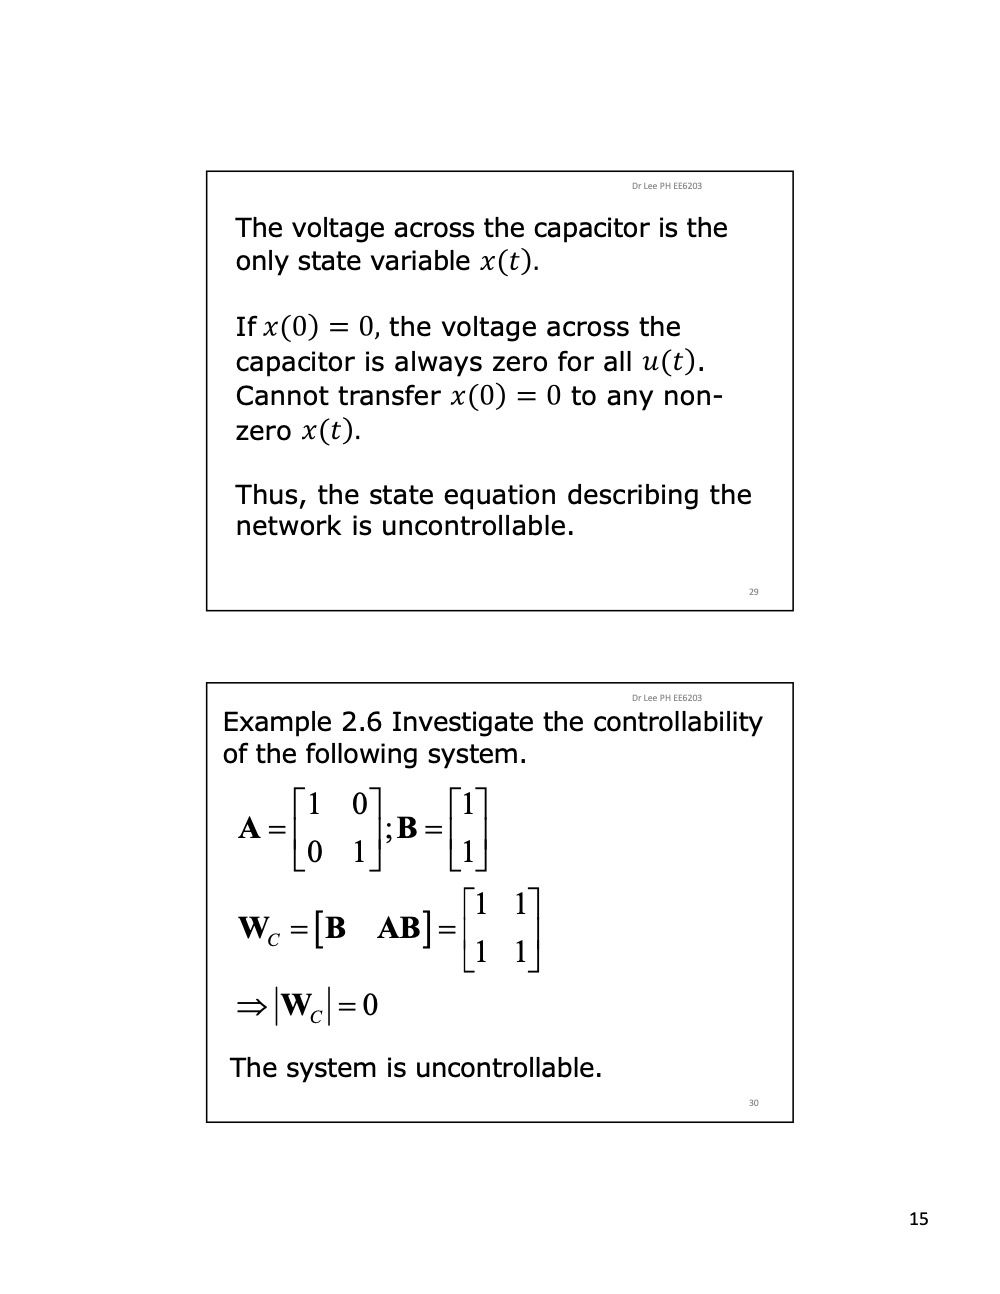 Dr Lee PH EE6203
The voltage across the capacitor is the
only state variable 𝑥(𝑡).
If 𝑥(0) = 0, the voltage across the
capacitor is always zero for all 𝑢(𝑡).
Cannot transfer 𝑥(0) = 0 to any non-
zero 𝑥(𝑡).
Thus, the state equation describing the
network is uncontrollable.
29
Dr Lee PH EE6203
Example 2.6 Investigate the controllability
of the following system.
A = [1 0; 0 1]; B = [1; 1]
W_C = [B AB] = [1 1; 1 1]
⇒ |W_C| = 0
The system is uncontrollable.
30
15